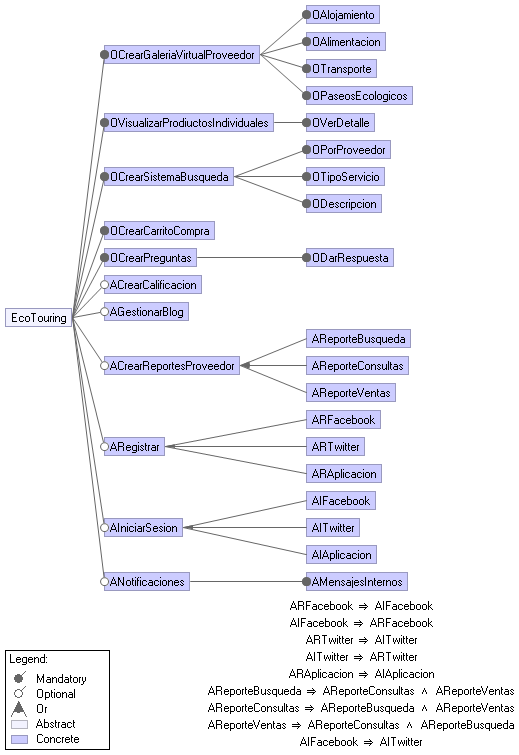 OAlojamiento
OAlimentacion
OCrearGaleriaVirtualProveedor
OTransporte
OPaseosEcologicos
OVisualizarProdiuctosIndividuales
OVerDetalle
OPorProveedor
OCrearSistemaBusqueda
OTipoServicio
ODescripcion
OCrearCarritoCompra
OCrearPreguntas
ODarRespuesta
ACrearCalificacion
AGestionarBlog
EcoTouring
AReporteBusqueda
ACrearReportesProveedor
AReporteConsultas
AReporteVentas
ARFacebook
ARegistrar
ARTwitter
ARAplicacion
AIFacebook
AIniciarSesion
AITwitter
AIAplicacion
ANotificaciones
AMensajesInternos
ARFacebook ⇒ AIFacebook
AIFacebook ⇒ ARFacebook
ARTwitter ⇒ AITwitter
AITwitter ⇒ ARTwitter
ARAplicacion ⇒ AIAplicacion
AReporteBusqueda ⇒ AReporteConsultas ∧ AReporteVentas
AReporteConsultas ⇒ AReporteBusqueda ∧ AReporteVentas
AReporteVentas ⇒ AReporteConsultas ∧ AReporteBusqueda
AIFacebook ⇒ AITwitter
Legend:
Mandatory
Optional
Or
Abstract
Concrete